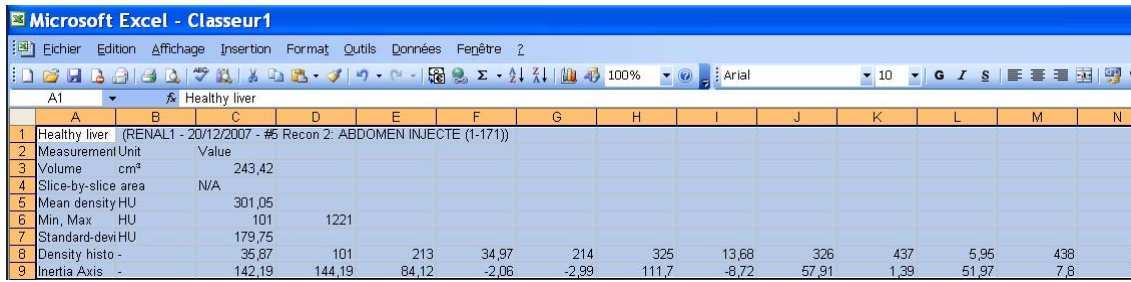 Microsoft Excel - Classeur1
Fichier Edition Affichage Insertion Format Outils Données Fenêtre ?
100% Arial 10 G I S
A1 fx Healthy liver
A B C D E F G H I J K L M N
1 Healthy liver (RENAL1 - 20/12/2007 - #5 Recon 2: ABDOMEN INJECTE (1-171))
2 Measurement Unit Value
3 Volume cm³ 243,42
4 Slice-by-slice area N/A
5 Mean density HU 301,05
6 Min, Max HU 101 1221
7 Standard-devi HU 179,75
8 Density histo - 35,87 101 213 34,97 214 325 13,68 326 437 5,95 438
9 Inertia Axis - 142,19 144,19 84,12 -2,06 -2,99 111,7 -8,72 57,91 1,39 51,97 7,8